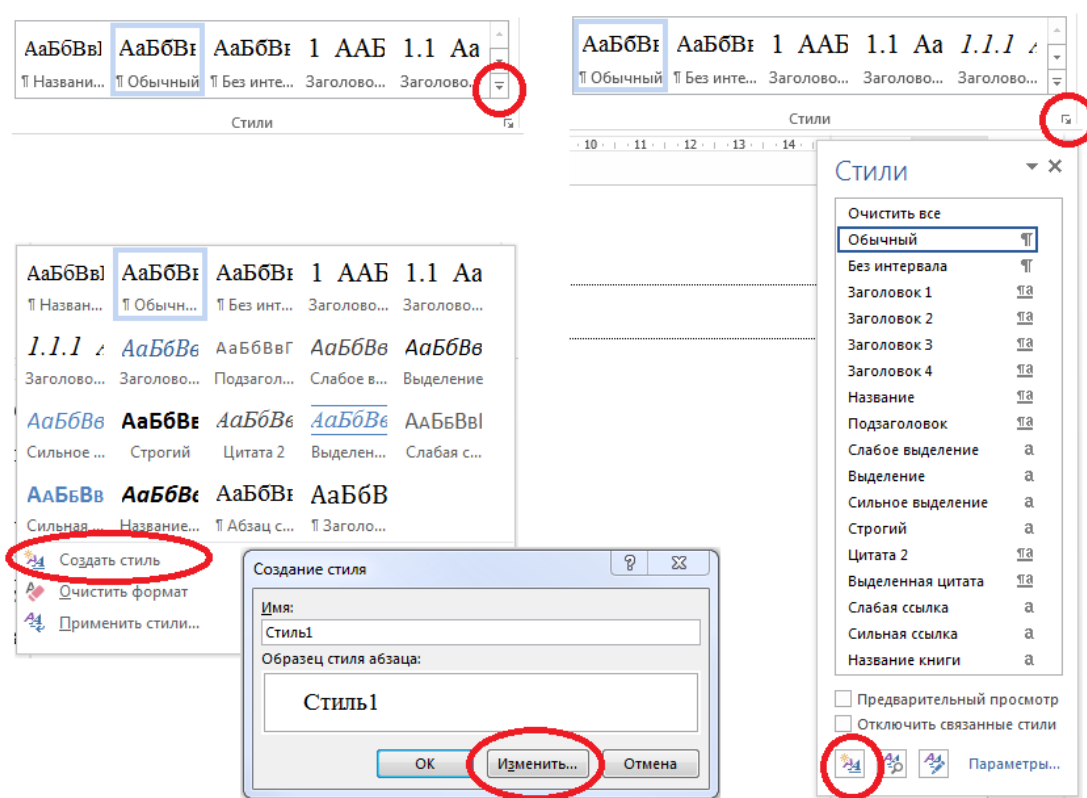 АаБбВвІ АаБбВв АаБбВв 1 ААБ 1.1 Аа
¶ Названи... ¶ Обычный ¶ Без инте... Заголово... Заголово...
Стили
АаБбВв АаБбВв 1 ААБ 1.1 Аа 1.1.1
¶ Обычный ¶ Без инте... Заголово... Заголово... Заголово...
Стили
10 11 12 13 14
АаБбВвІ АаБбВв АаБбВв 1 ААБ 1.1 Аа
¶ Назван... ¶ Обычн... ¶ Без инт... Заголово... Заголово...
1.1.1 АаБбВв АаБбВвГ АаБбВв АаБбВв
Заголово... Заголово... Подзагол... Слабое в... Выделение
АаБбВв АаБбВв АаБбВв АаБбВв АаБбВвІ
Сильное ... Строгий Цитата 2 Выделен... Слабая с...
АаБбВв АаБбВв АаБбВв АаБбВ
Сильная ... Название... ¶ Абзац с... ¶ Заголо...
Создать стиль
Очистить формат
Применить стили...
Создание стиля
Имя:
Стиль1
Образец стиля абзаца:
Стиль1
ОК Изменить... Отмена
Стили
Очистить все
Обычный ¶
Без интервала ¶
Заголовок 1 ¶a
Заголовок 2 ¶a
Заголовок 3 ¶a
Заголовок 4 ¶a
Название ¶a
Подзаголовок ¶a
Слабое выделение a
Выделение a
Сильное выделение a
Строгий a
Цитата 2 ¶a
Выделенная цитата ¶a
Слабая ссылка a
Сильная ссылка a
Название книги a
Предварительный просмотр
Отключить связанные стили
Параметры...